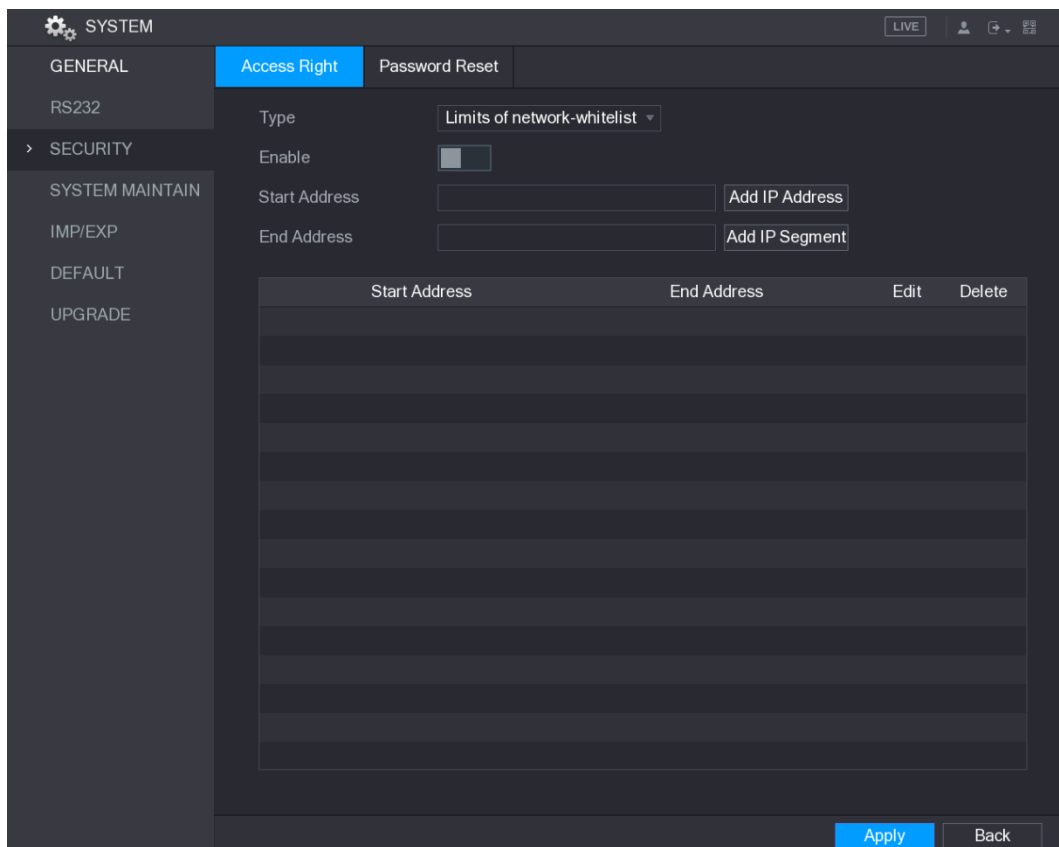 SYSTEM
LIVE
GENERAL
RS232
> SECURITY
SYSTEM MAINTAIN
IMP/EXP
DEFAULT
UPGRADE
Access Right
Password Reset
Type
Limits of network-whitelist
Enable
Start Address
Add IP Address
End Address
Add IP Segment
Start Address End Address Edit Delete
Apply
Back